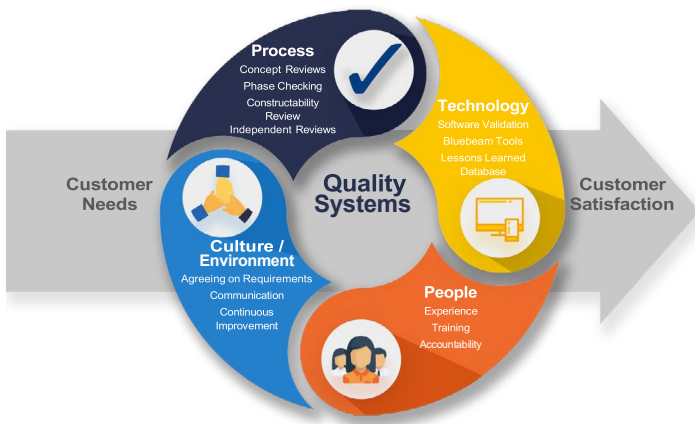 Process
Concept Reviews
Phase Checking
Constructability
Review
Independent Reviews
Technology
Software Validation
Bluebeam Tools
Lessons Learned
Database
Customer
Needs
Quality
Systems
Customer
Satisfaction
Culture /
Environment
Agreeing on Requirements
Communication
Continuous
Improvement
People
Experience
Training
Accountability